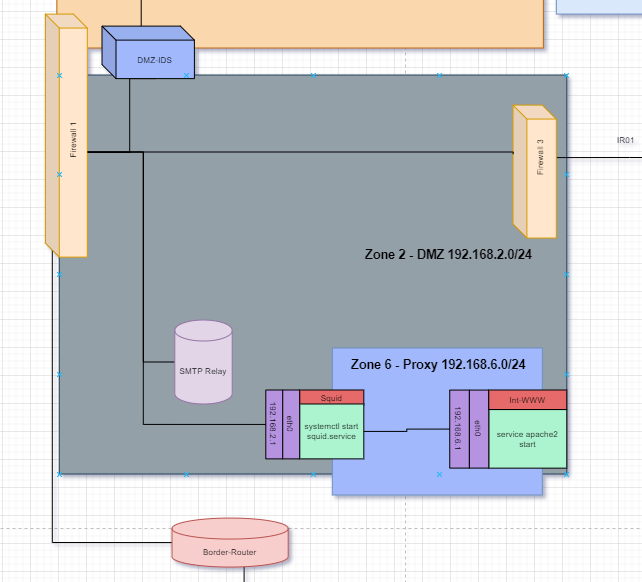 DMZ-IDS
Firewall 1
Firewall 3
IR01
Zone 2 - DMZ 192.168.2.0/24
SMTP Relay
Zone 6 - Proxy 192.168.6.0/24
192.168.2.1
eth0
Squid
systemctl start
squid.service
192.168.6.1
eth0
Int-WWW
service apache2
start
Border-Router